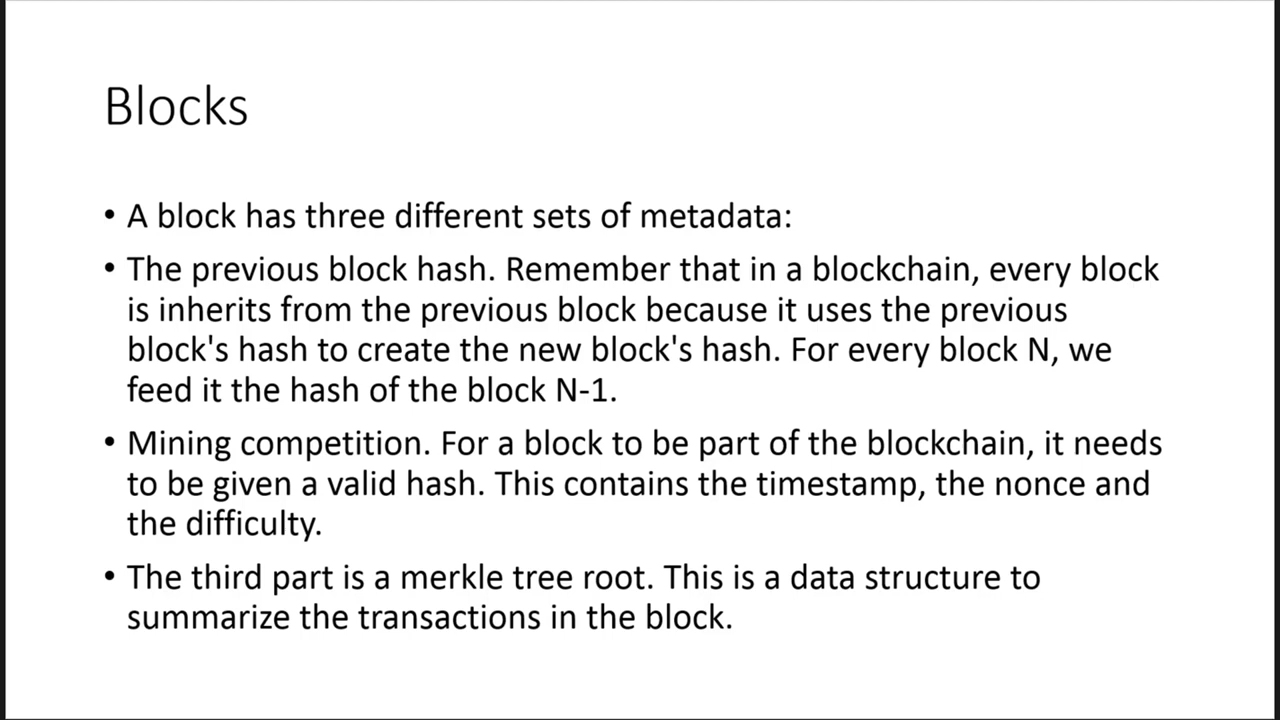 Blocks
• A block has three different sets of metadata:
• The previous block hash. Remember that in a blockchain, every block
is inherits from the previous block because it uses the previous
block's hash to create the new block's hash. For every block N, we
feed it the hash of the block N-1.
• Mining competition. For a block to be part of the blockchain, it needs
to be given a valid hash. This contains the timestamp, the nonce and
the difficulty.
• The third part is a merkle tree root. This is a data structure to
summarize the transactions in the block.